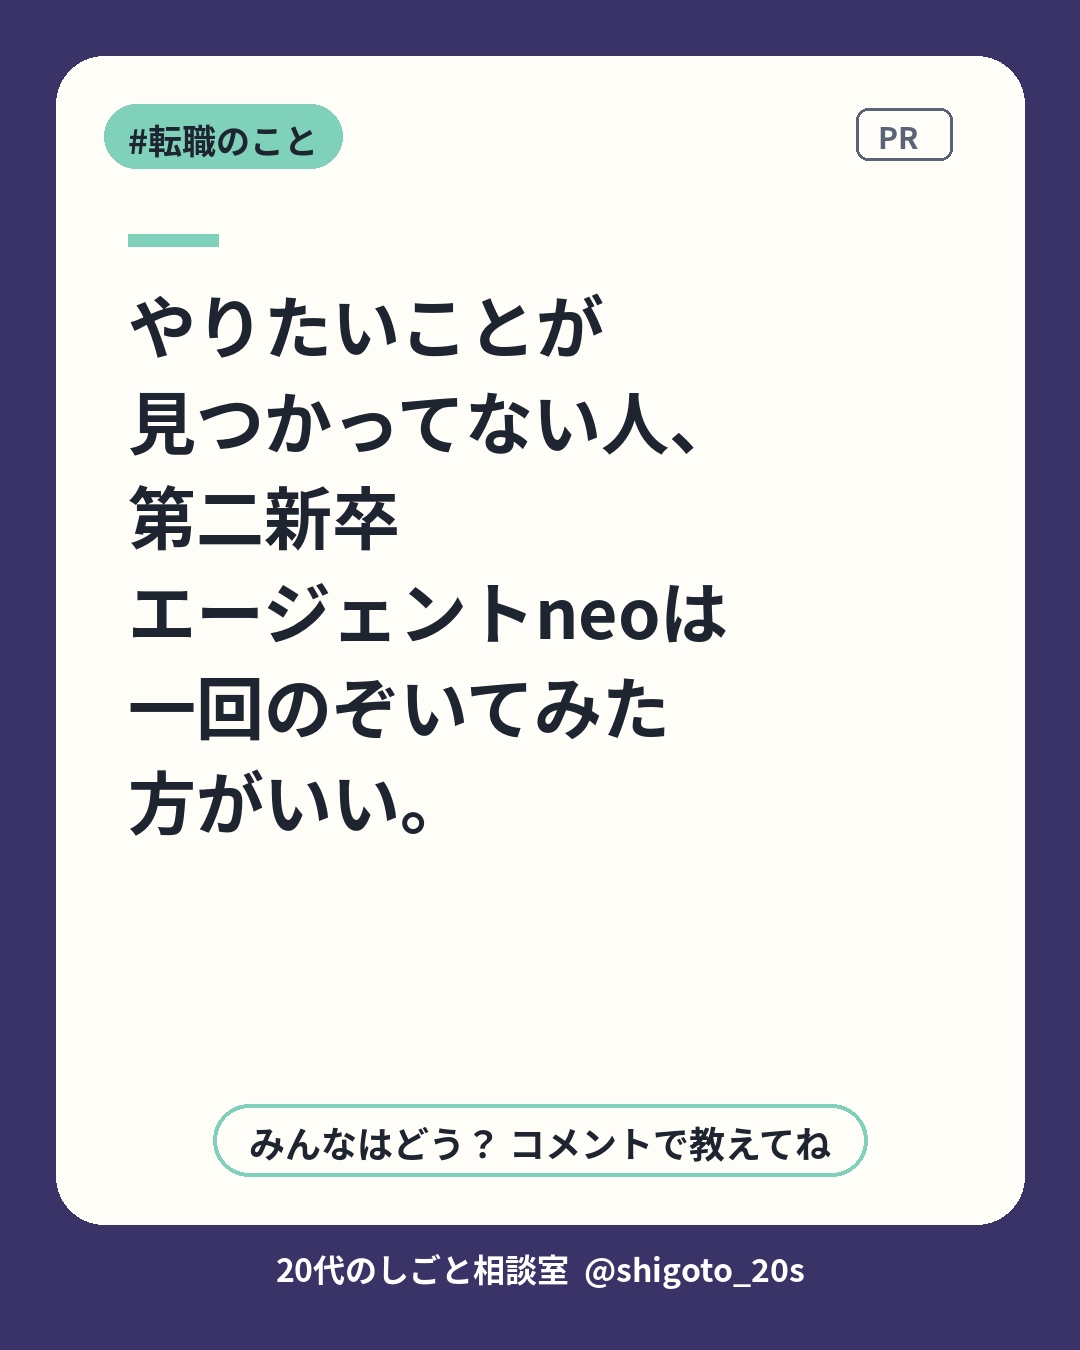 #転職のこと
PR
やりたいことが
見つかってない人、
第二新卒
エージェントneoは
一回のぞいてみた
方がいい。
みんなはどう？ コメントで教えてね
20代のしごと相談室 @shigoto_20s